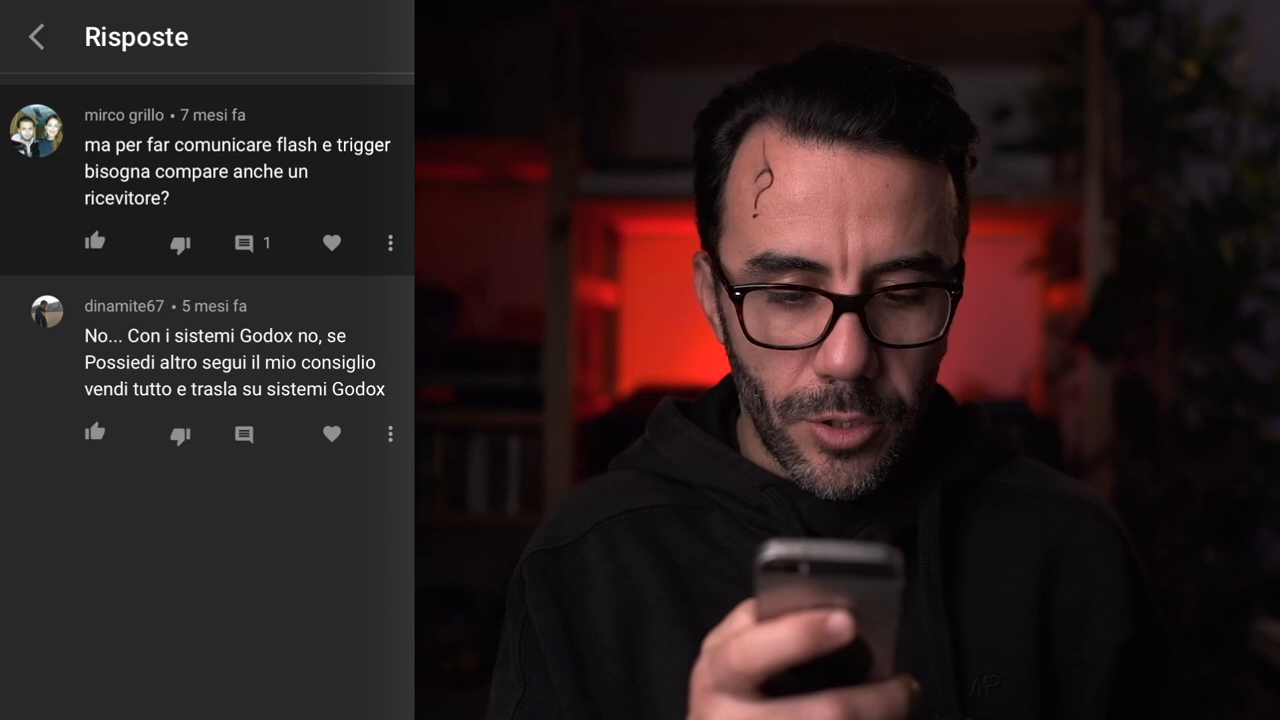 Risposte
mirco grillo • 7 mesi fa
ma per far comunicare flash e trigger
bisogna compare anche un
ricevitore?
1
dinamite67 • 5 mesi fa
No... Con i sistemi Godox no, se
Possiedi altro segui il mio consiglio
vendi tutto e trasla su sistemi Godox
?